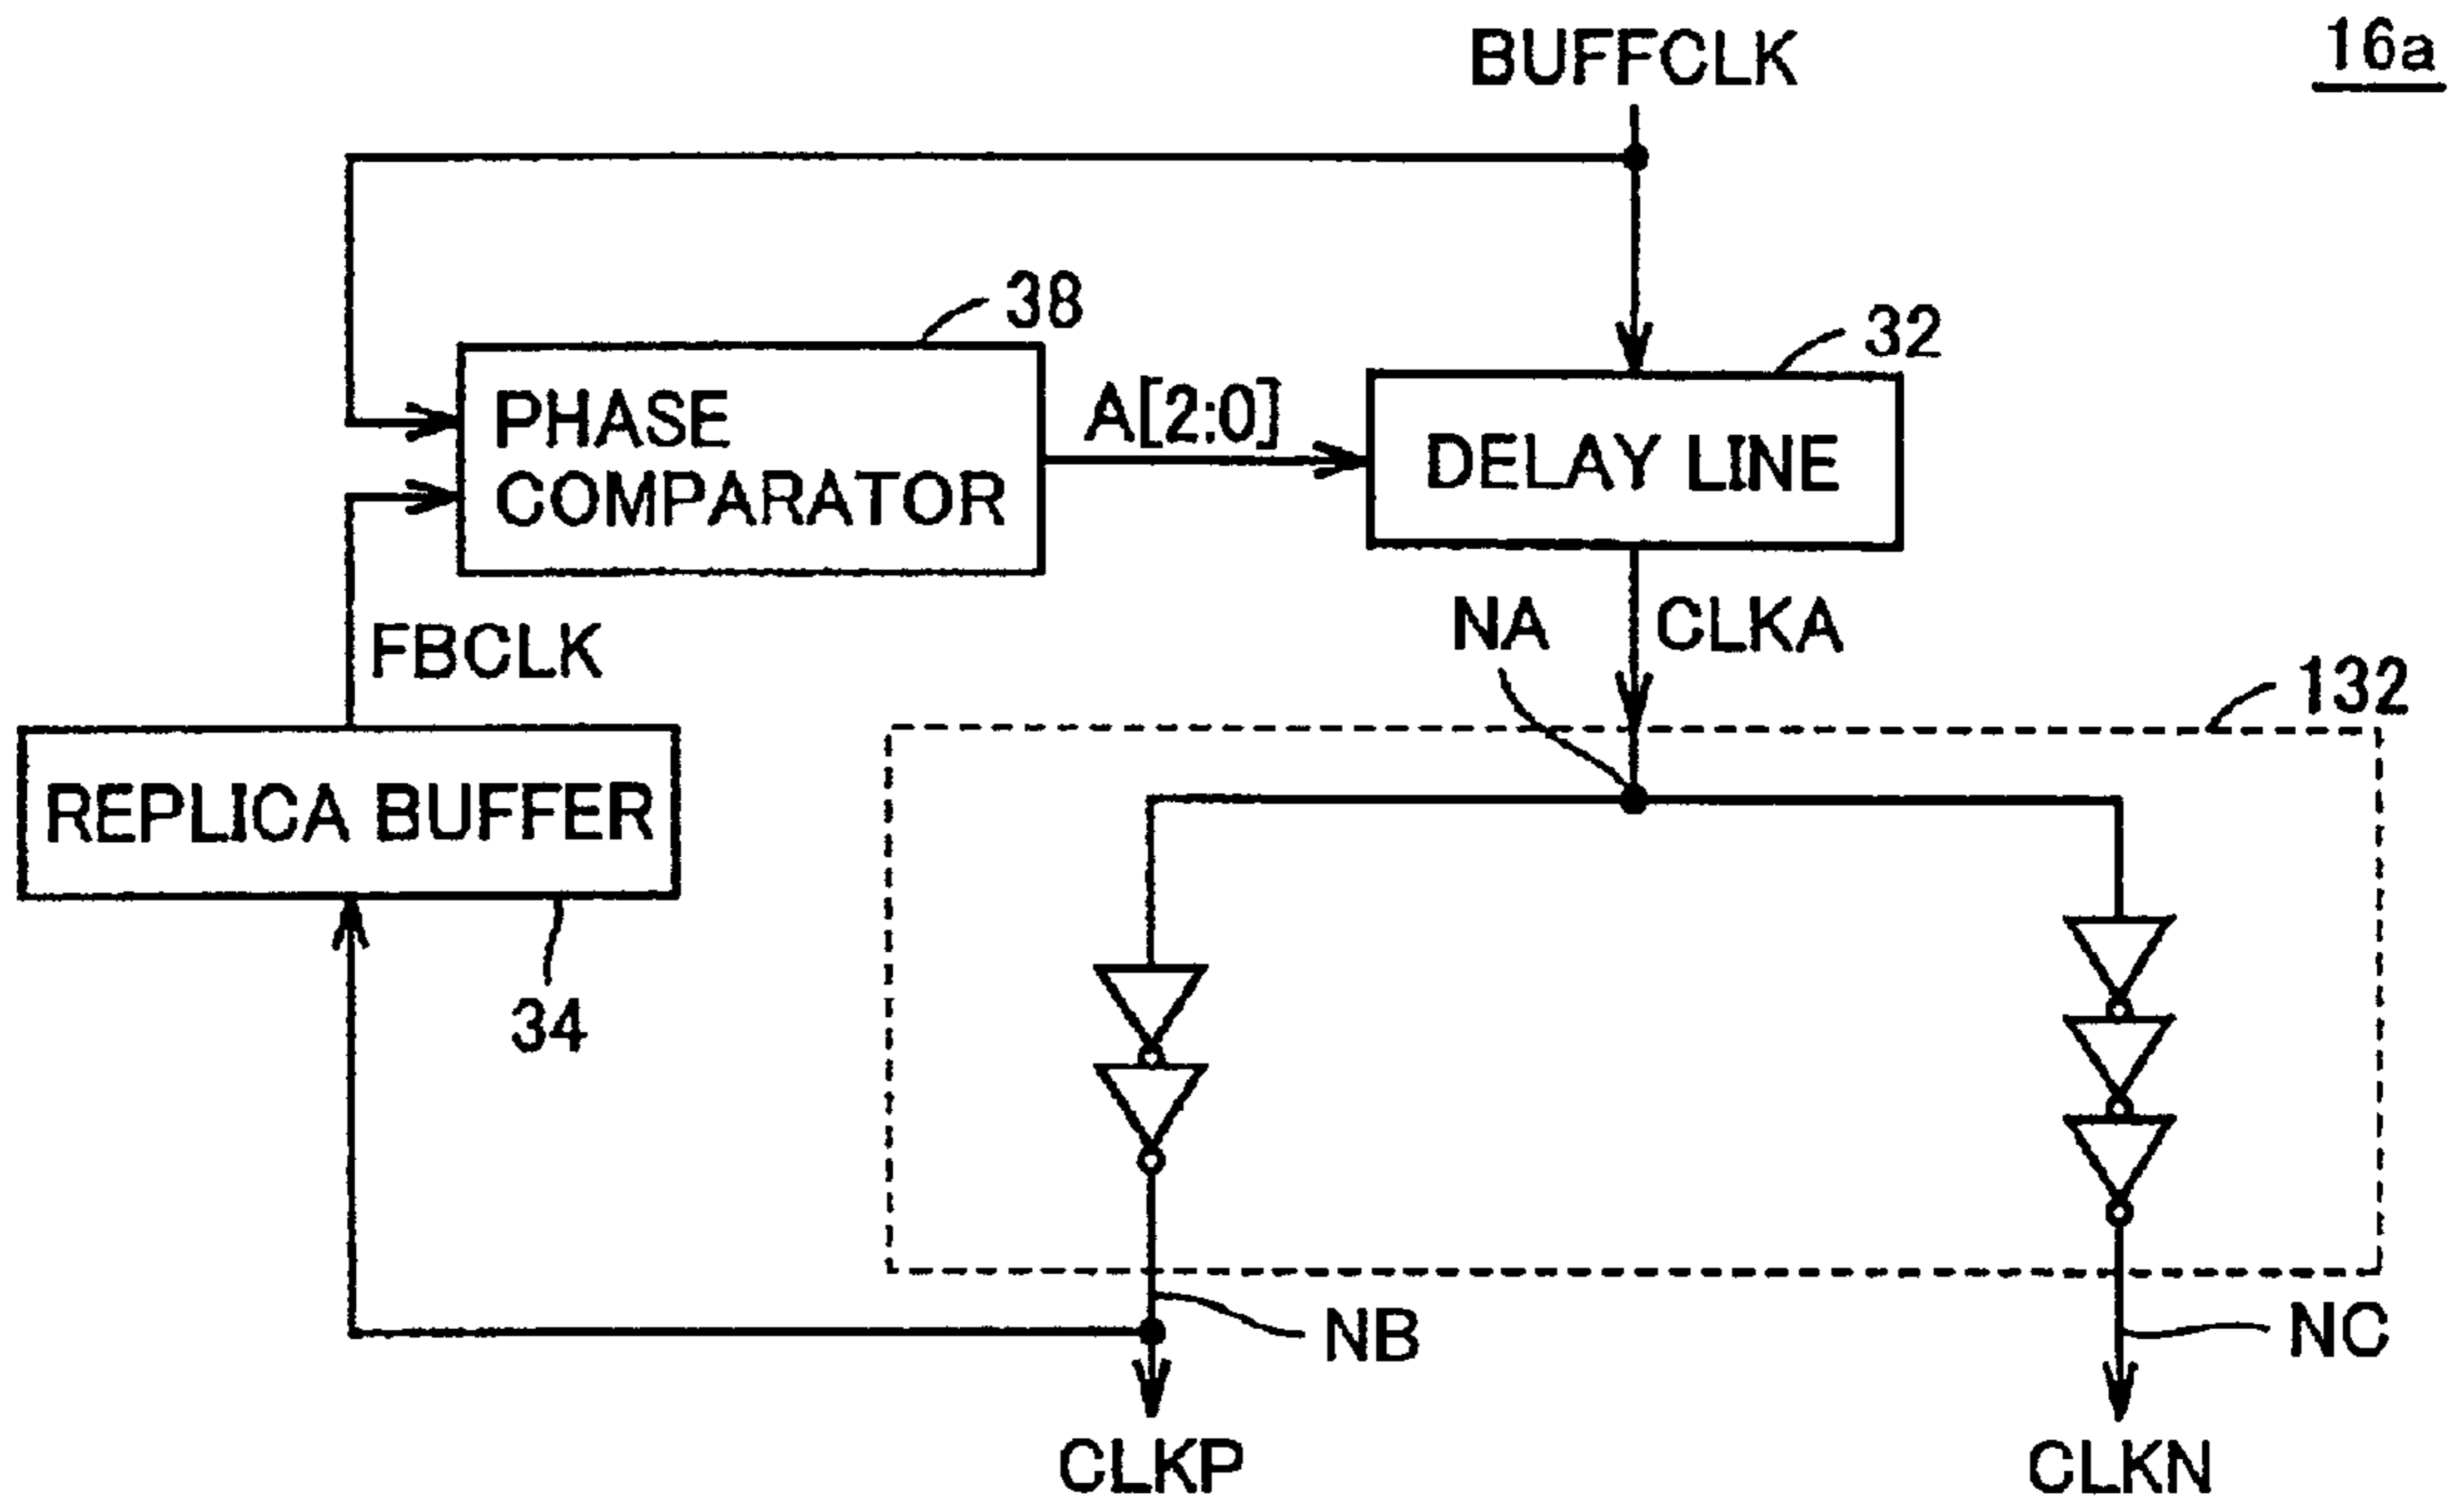 16a
BUFFCLK
38
32
PHASE
COMPARATOR
A[2:0]
DELAY LINE
NA
CLKA
FBCLK
132
REPLICA BUFFER
34
NB
NC
CLKP
CLKN